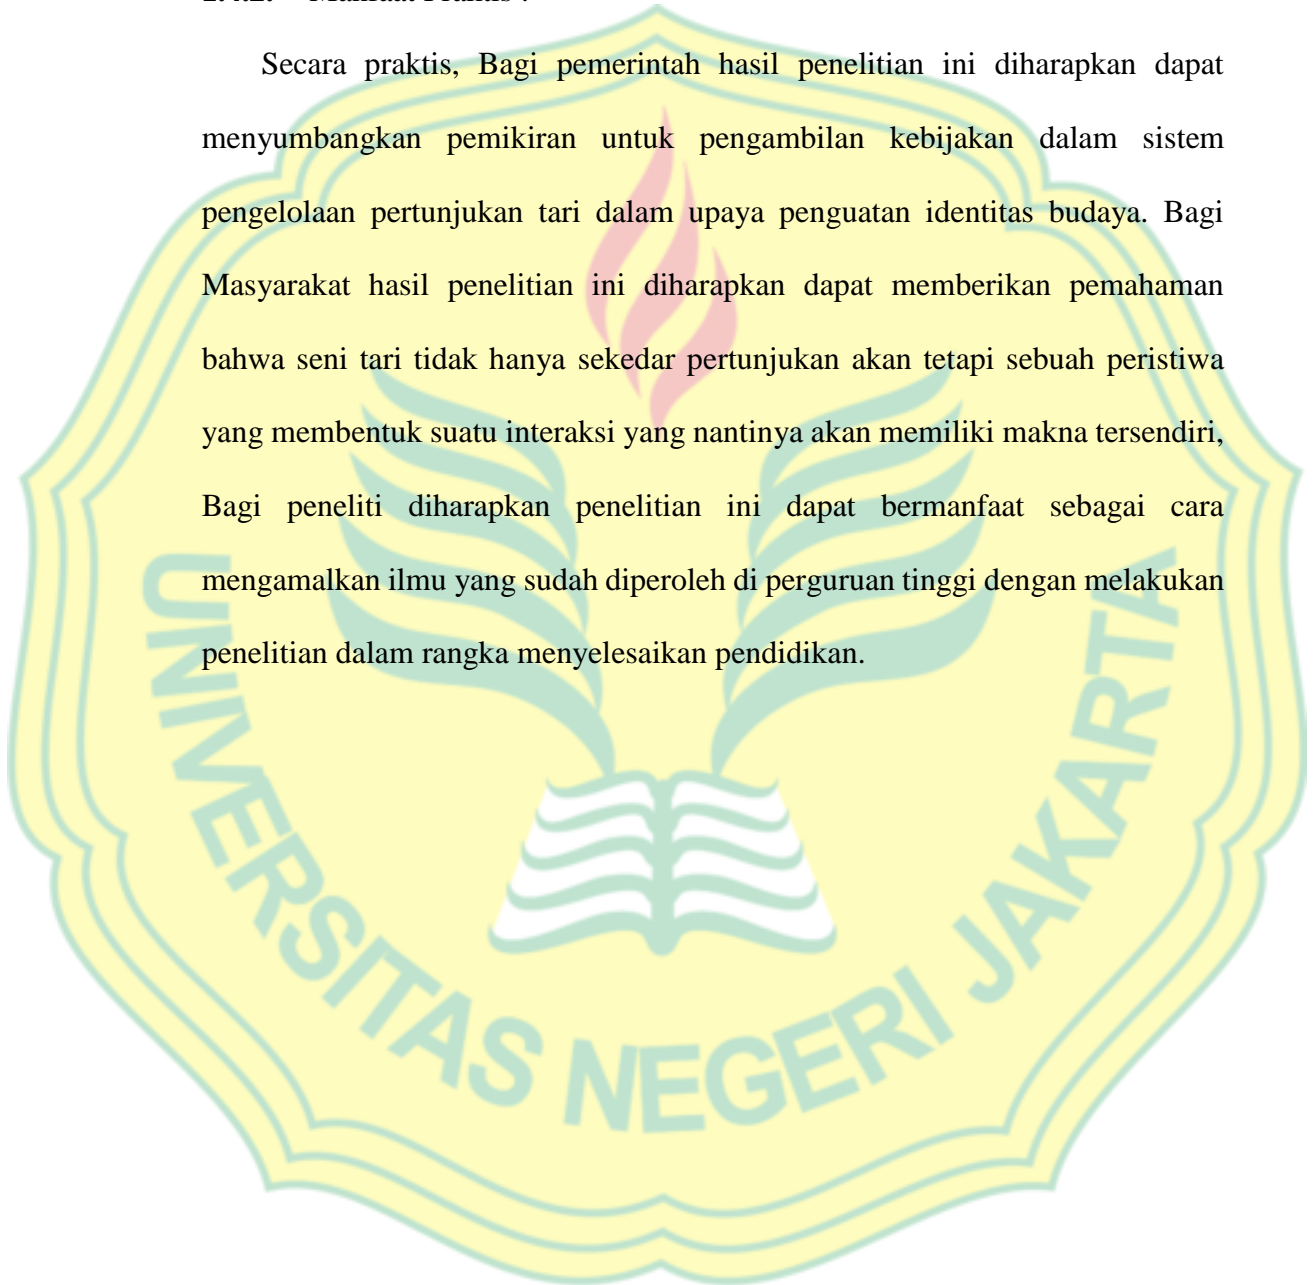 Secara praktis, Bagi pemerintah hasil penelitian ini diharapkan dapat
menyumbangkan pemikiran untuk pengambilan kebijakan dalam sistem
pengelolaan pertunjukan tari dalam upaya penguatan identitas budaya. Bagi
Masyarakat hasil penelitian ini diharapkan dapat memberikan pemahaman
bahwa seni tari tidak hanya sekedar pertunjukan akan tetapi sebuah peristiwa
yang membentuk suatu interaksi yang nantinya akan memiliki makna tersendiri,
Bagi peneliti diharapkan penelitian ini dapat bermanfaat sebagai cara
mengamalkan ilmu yang sudah diperoleh di perguruan tinggi dengan melakukan
penelitian dalam rangka menyelesaikan pendidikan.
UNIVERSITAS NEGERI JAKARTA